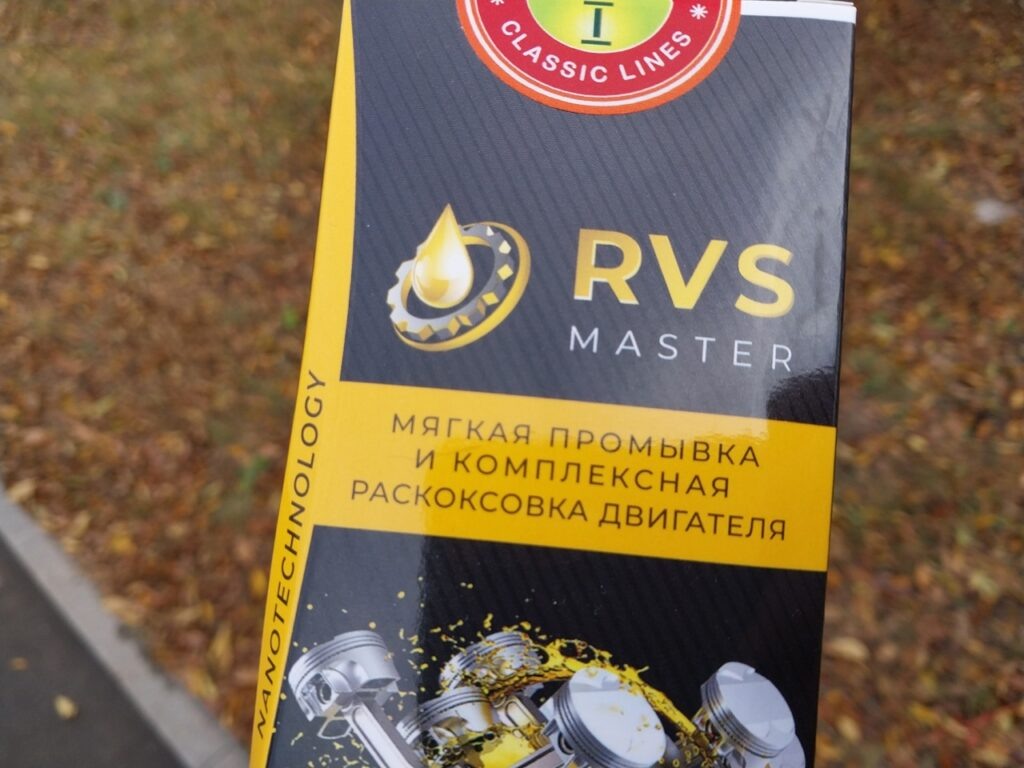 I
* CLASSIC LINES *
RVS
MASTER
МЯГКАЯ ПРОМЫВКА
И КОМПЛЕКСНАЯ
РАСКОКСОВКА ДВИГАТЕЛЯ
NANOTECHNOLOGY